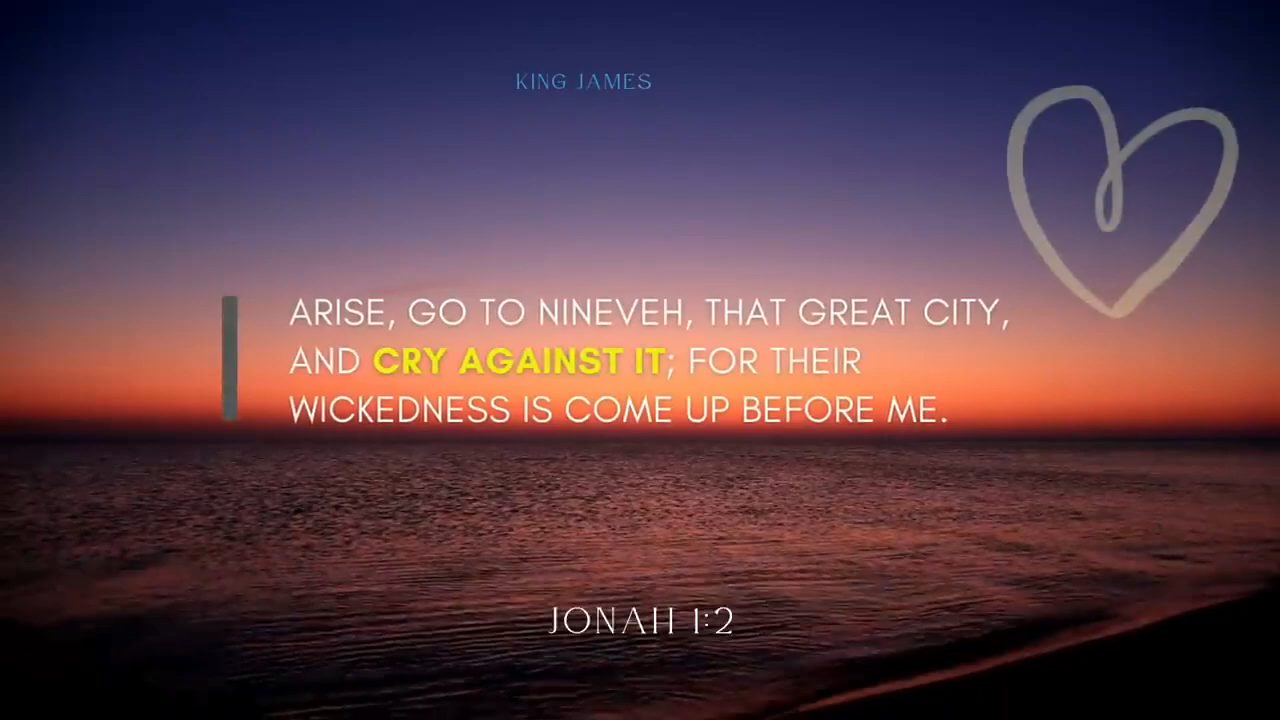 KING JAMES
ARISE, GO TO NINEVEH, THAT GREAT CITY,
AND CRY AGAINST IT; FOR THEIR
WICKEDNESS IS COME UP BEFORE ME.
JONAH 1:2